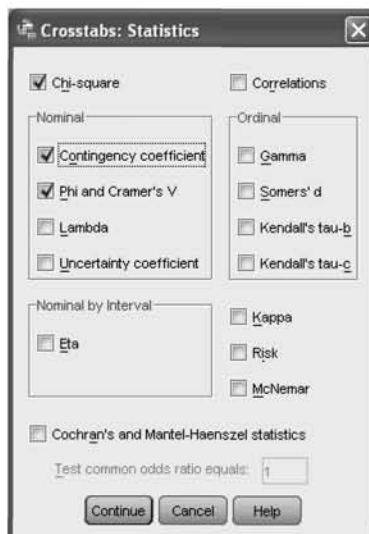 Crosstabs: Statistics
Chi-square
Correlations
Nominal
Contingency coefficient
Phi and Cramer's V
Lambda
Uncertainty coefficient
Ordinal
Gamma
Somers' d
Kendall's tau-b
Kendall's tau-c
Nominal by Interval
Eta
Kappa
Risk
McNemar
Cochran's and Mantel-Haenszel statistics
Test common odds ratio equals: 1
Continue Cancel Help